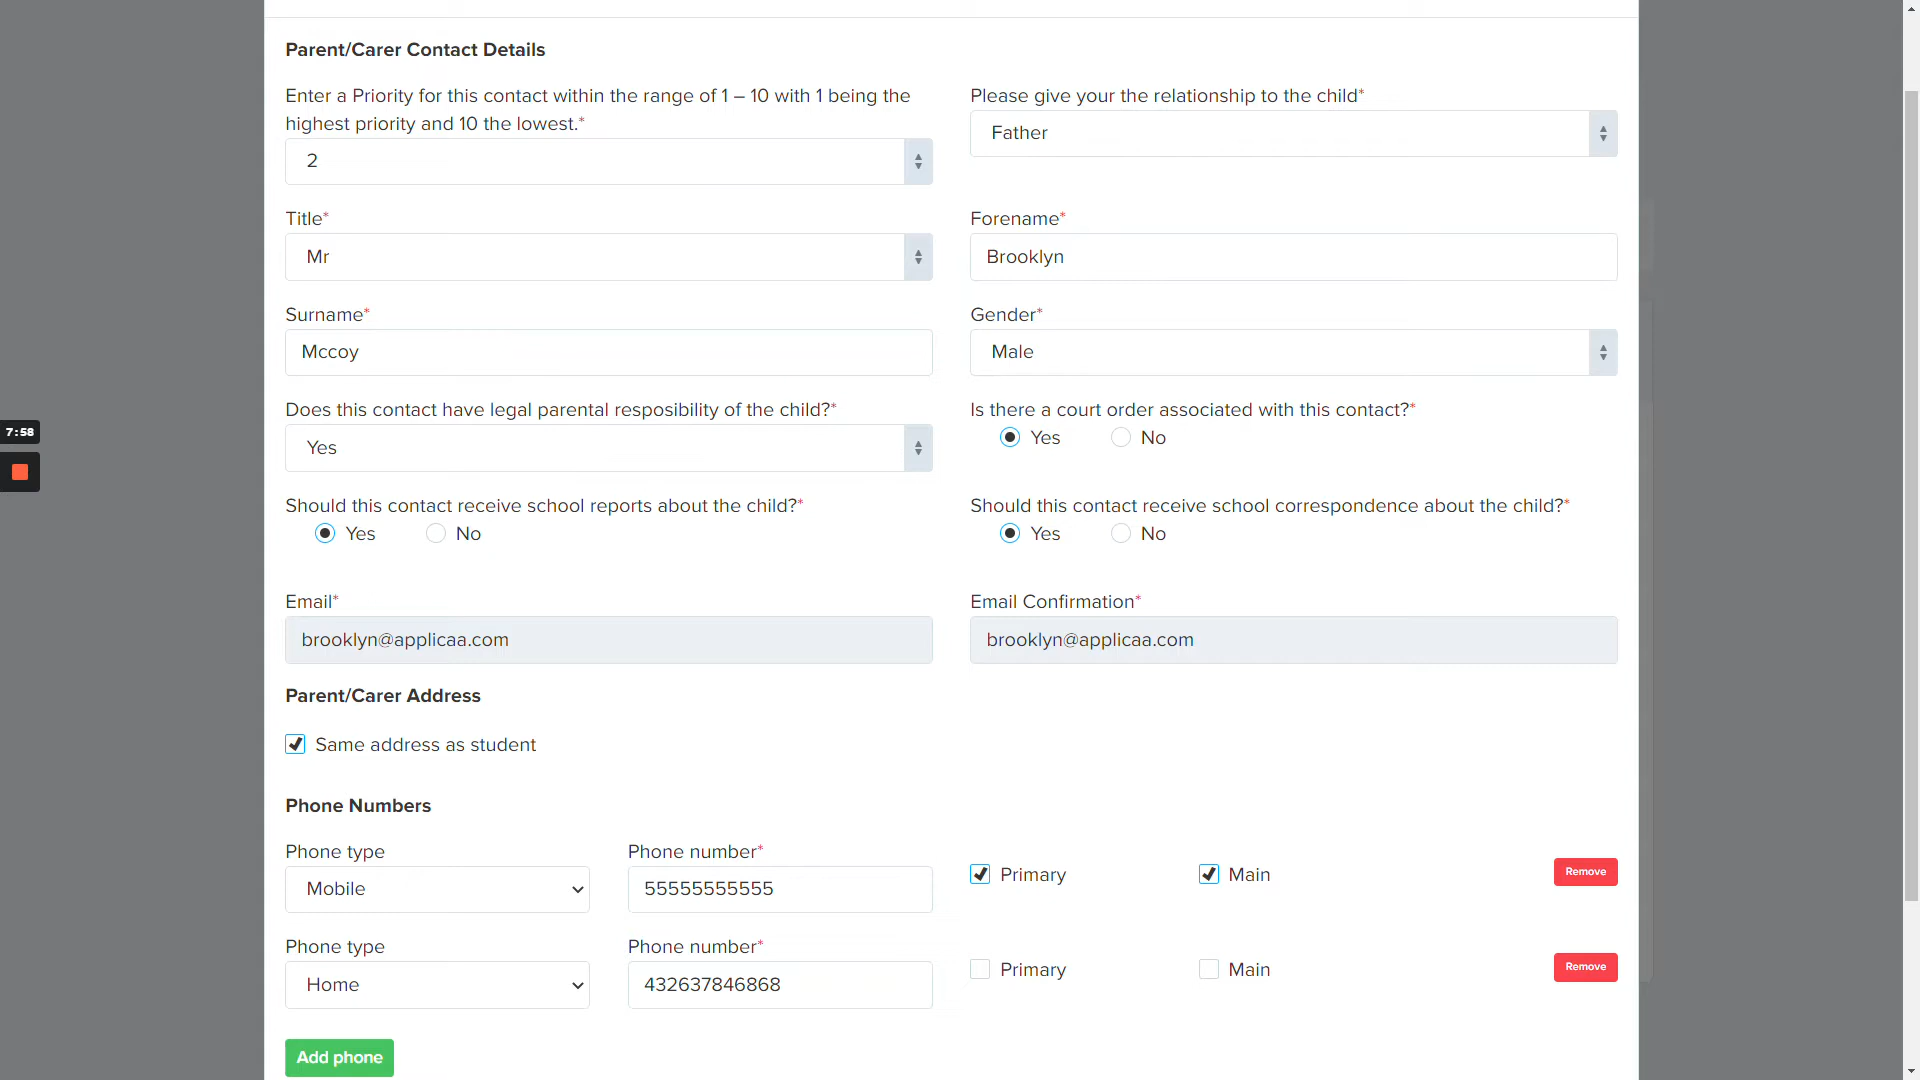 Parent/Carer Contact Details
Enter a Priority for this contact within the range of 1 – 10 with 1 being the
highest priority and 10 the lowest.*
2
Please give your the relationship to the child*
Father
Title*
Mr
Forename*
Brooklyn
Surname*
Mccoy
Gender*
Male
Does this contact have legal parental resposibility of the child?*
Yes
Is there a court order associated with this contact?*
Yes No
7:58
Should this contact receive school reports about the child?*
Yes No
Should this contact receive school correspondence about the child?*
Yes No
Email*
brooklyn@applicaa.com
Email Confirmation*
brooklyn@applicaa.com
Parent/Carer Address
Same address as student
Phone Numbers
Phone type
Mobile
Phone number*
55555555555
Primary
Main
Remove
Phone type
Home
Phone number*
432637846868
Primary
Main
Remove
Add phone